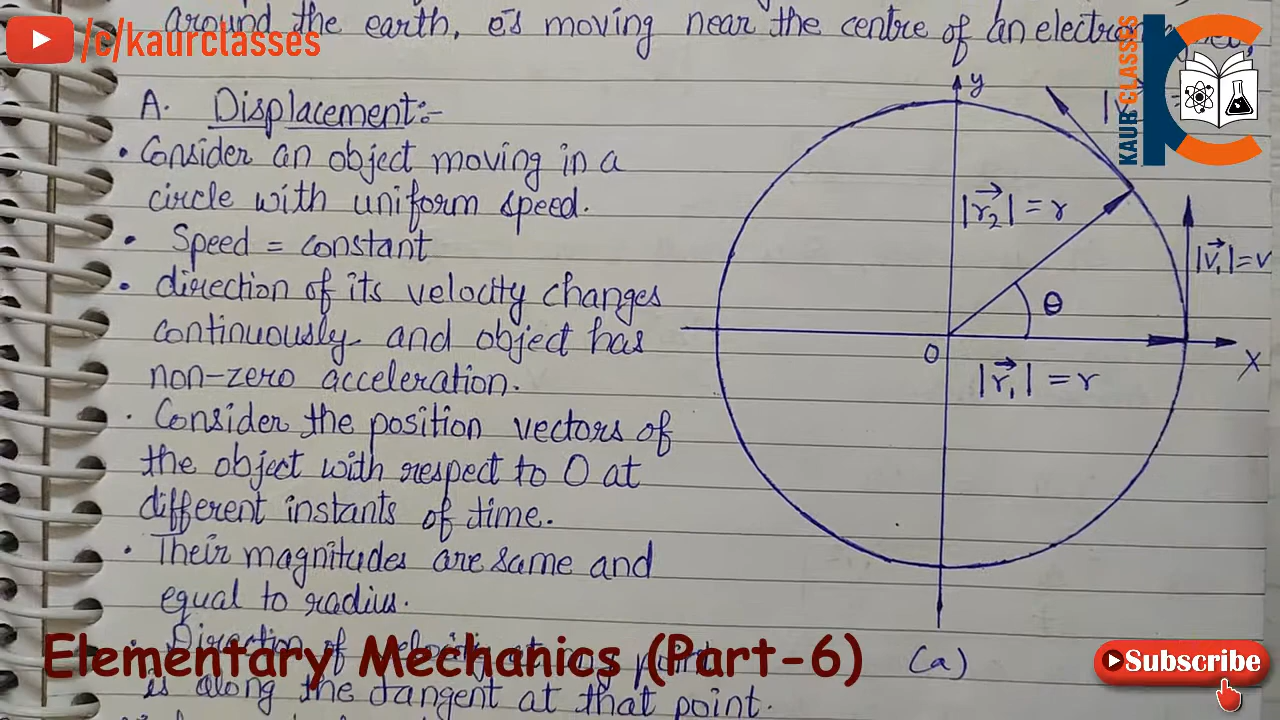 around the earth, e's moving near the centre of an
/c/kaurclasses
KAUR CLASSES
A. Displacement:-
• Consider an object moving in a
circle with uniform speed.
• Speed = constant
• direction of its velocity changes
continuously and object has
non-zero acceleration.
• Consider the position vectors of
the object with respect to O at
different instants of time.
• Their magnitudes are same and
equal to radius.
Direction of
is along the tangent at that point.
y
|r₂| = r
|v₁| = v
θ
O
X
|r₁| = r
(a)
Elementary Mechanics (Part-6)
Subscribe